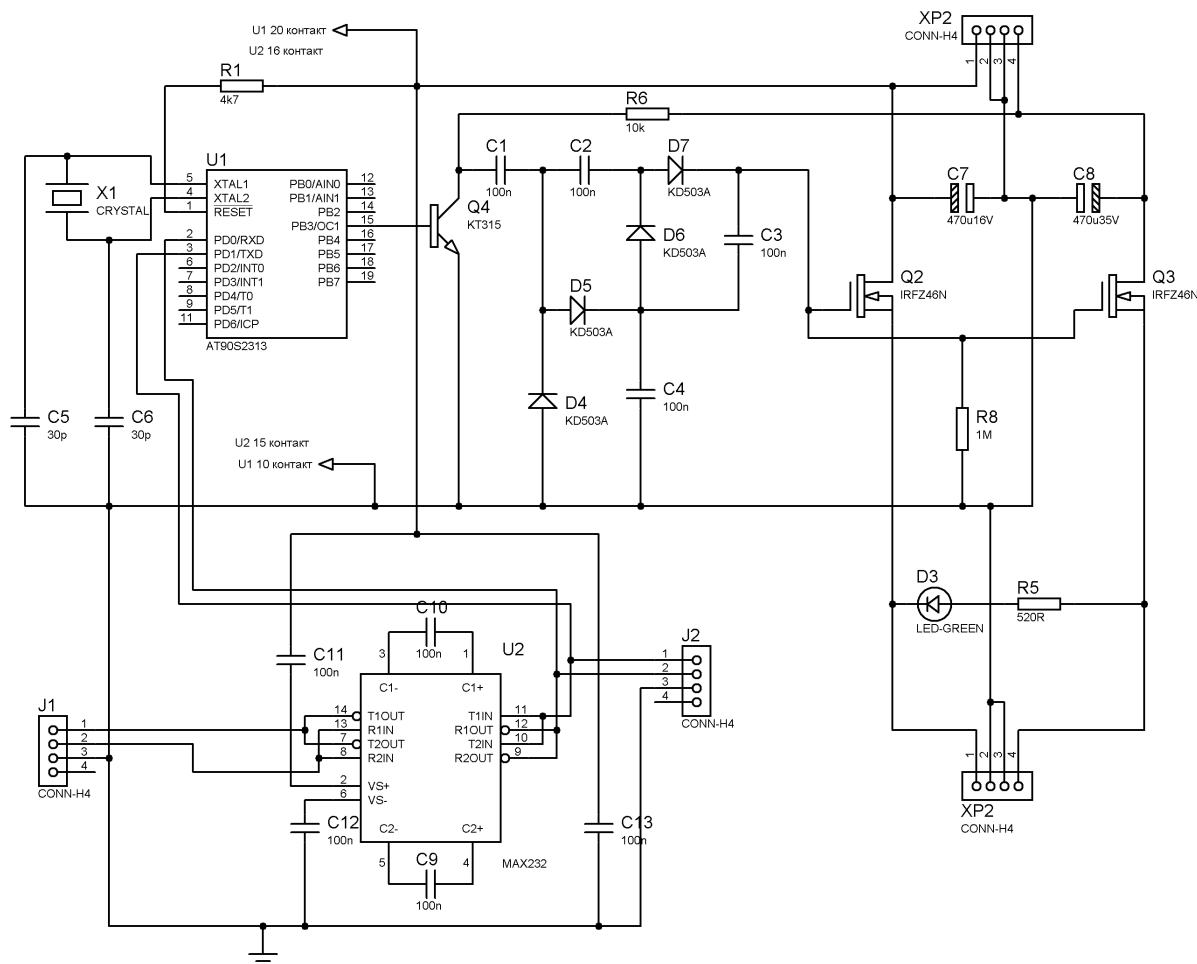 XP2
CONN-H4
1 2 3 4
U1 20 контакт
U2 16 контакт
R1
4k7
R6
10k
C1
100n
C2
100n
D7
KD503A
U1
5 XTAL1
4 XTAL2
1 RESET
2 PD0/RXD
3 PD1/TXD
6 PD2/INT0
7 PD3/INT1
8 PD4/T0
9 PD5/T1
11 PD6/ICP
PB0/AIN0 12
PB1/AIN1 13
PB2 14
PB3/OC1 15
PB4 16
PB5 17
PB6 18
PB7 19
AT90S2313
X1
CRYSTAL
Q4
KT315
D6
KD503A
C3
100n
C7
470u16V
C8
470u35V
D5
KD503A
Q2
IRFZ46N
Q3
IRFZ46N
D4
KD503A
C4
100n
R8
1M
C5
30p
C6
30p
U2 15 контакт
U1 10 контакт
D3
LED-GREEN
R5
520R
C10
100n
3 1
U2
C11
100n
C1- C1+
14 T1OUT
13 R1IN
7 T2OUT
8 R2IN
2 VS+
6 VS-
T1IN 11
R1OUT 12
T2IN 10
R2OUT 9
C2- C2+
5 4
MAX232
C9
100n
C12
100n
C13
100n
J2
1
2
3
4
CONN-H4
J1
1
2
3
4
CONN-H4
1 2 3 4
XP2
CONN-H4